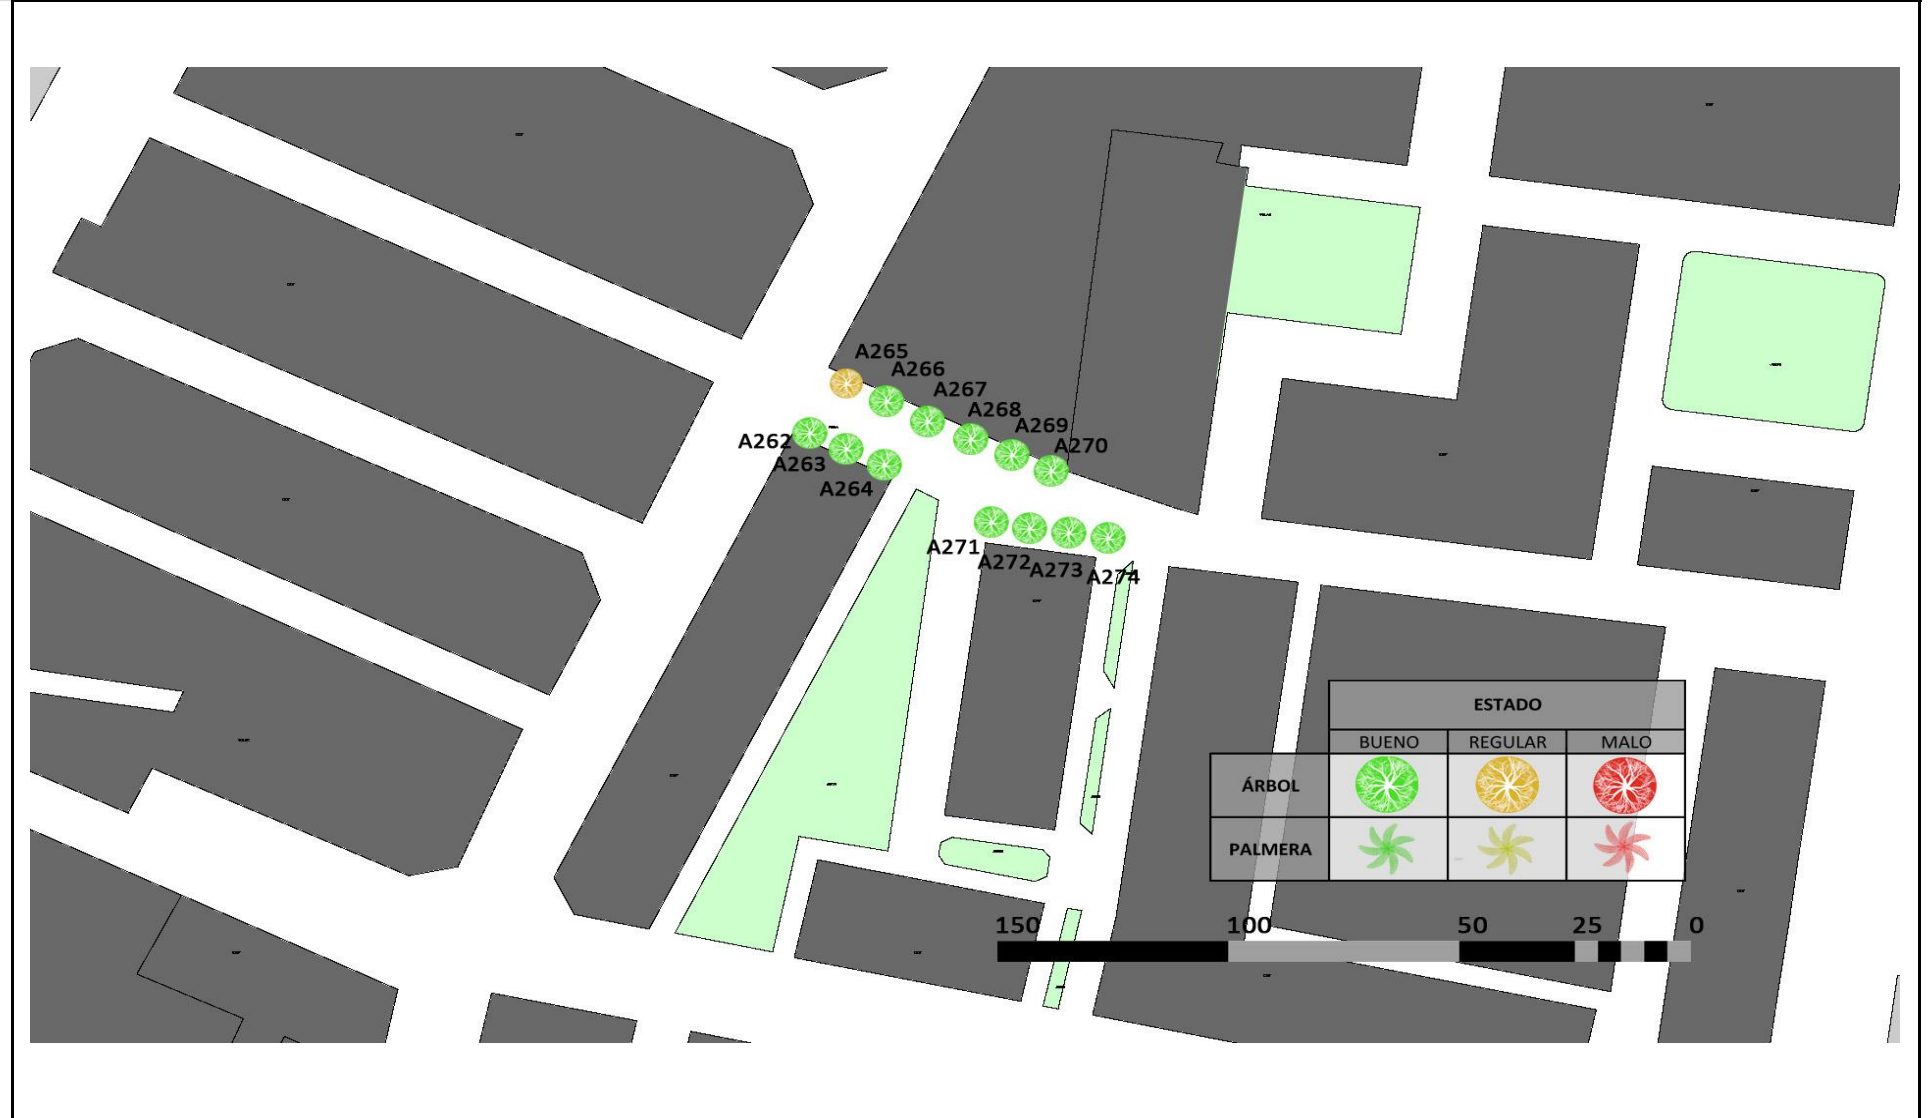 A265
A266
A267
A268
A269
A270
A262
A263
A264
A271
A272
A273
A274
ESTADO
BUENO REGULAR MALO
ÁRBOL
PALMERA
150 100 50 25 0